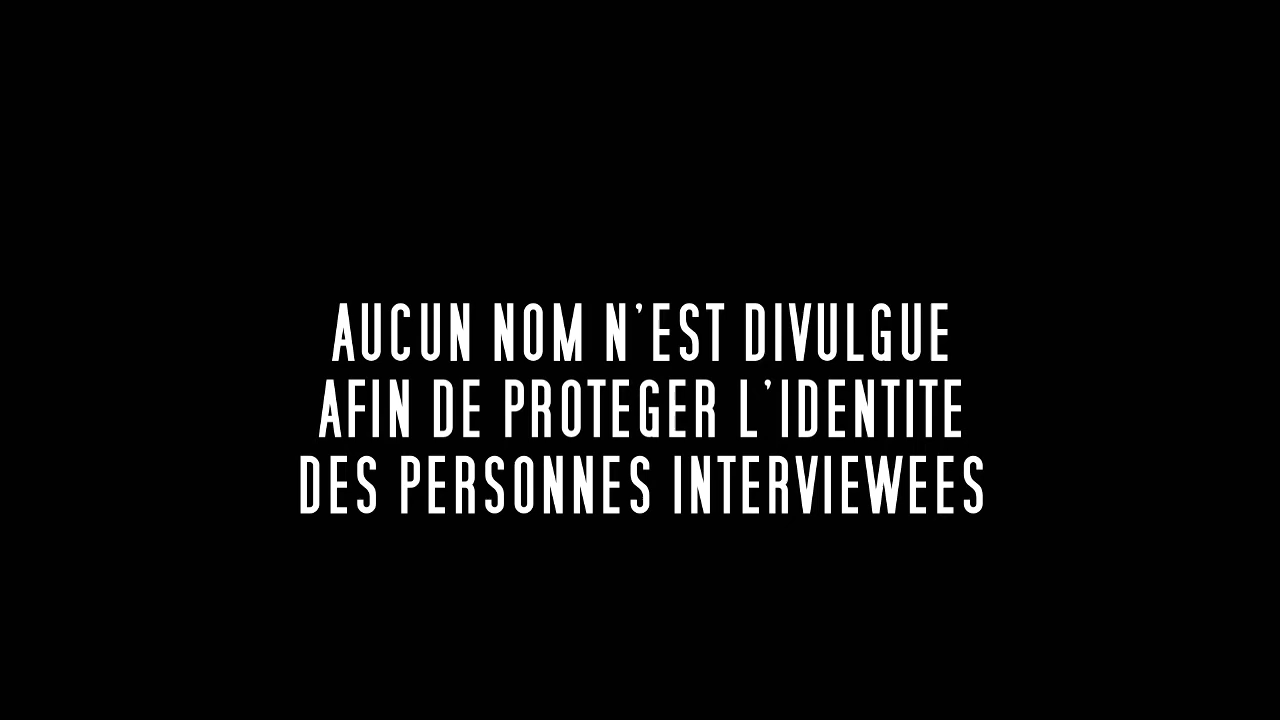 AUCUN NOM N'EST DIVULGUE
AFIN DE PROTEGER L'IDENTITE
DES PERSONNES INTERVIEWEES